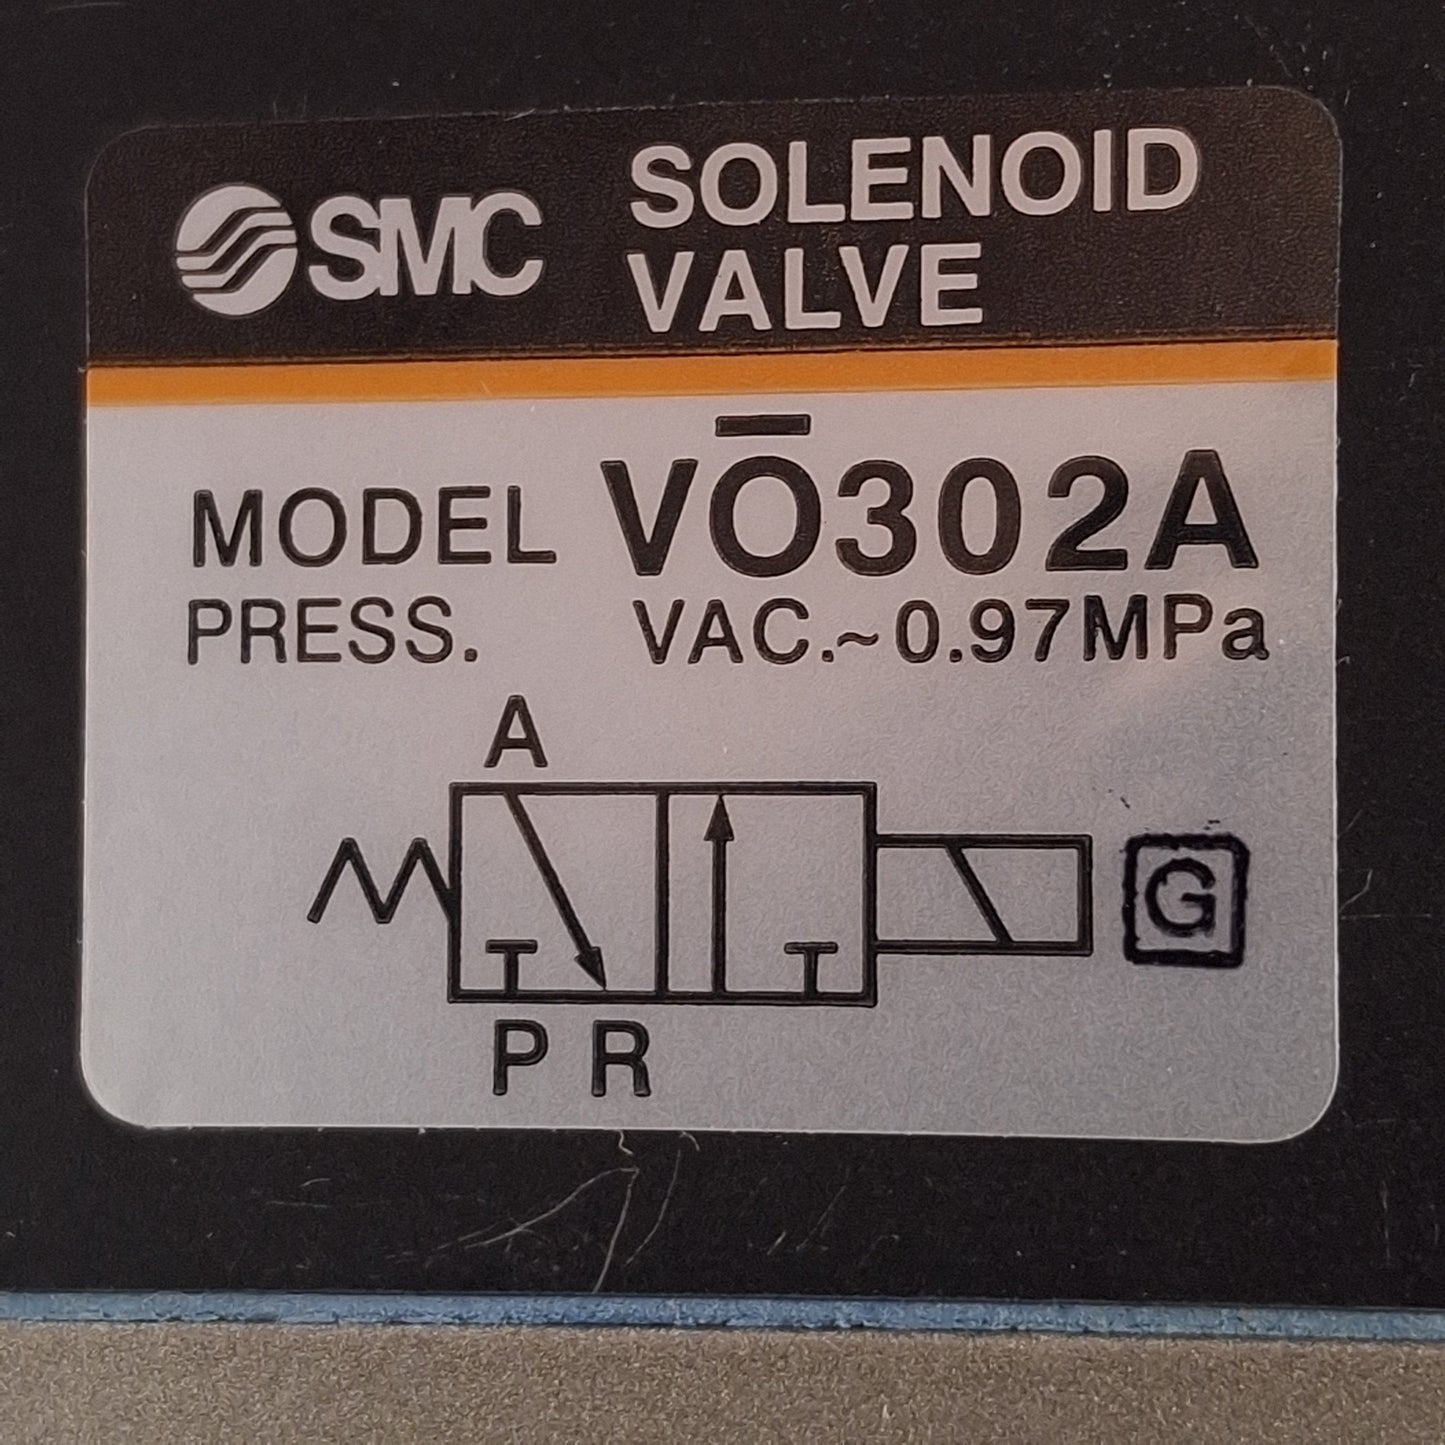 SMC SOLENOID
VALVE
MODEL VŌ302A
PRESS. VAC.~0.97MPa
A
G
P R